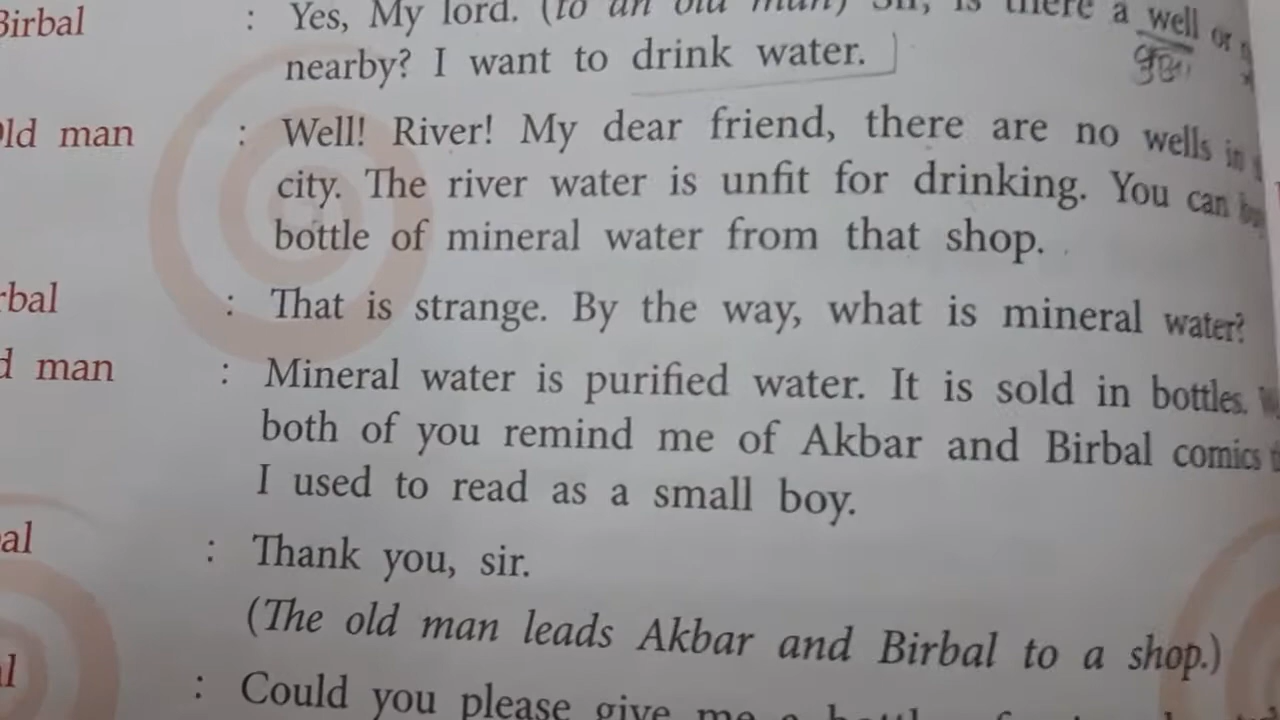 Birbal : Yes, My lord. (to an old man) Sir, is there a well or
nearby? I want to drink water.
Old man : Well! River! My dear friend, there are no wells in
city. The river water is unfit for drinking. You can
bottle of mineral water from that shop.
rbal : That is strange. By the way, what is mineral water?
d man : Mineral water is purified water. It is sold in bottles.
both of you remind me of Akbar and Birbal comics
I used to read as a small boy.
al : Thank you, sir.
(The old man leads Akbar and Birbal to a shop.)
al : Could you please give me a